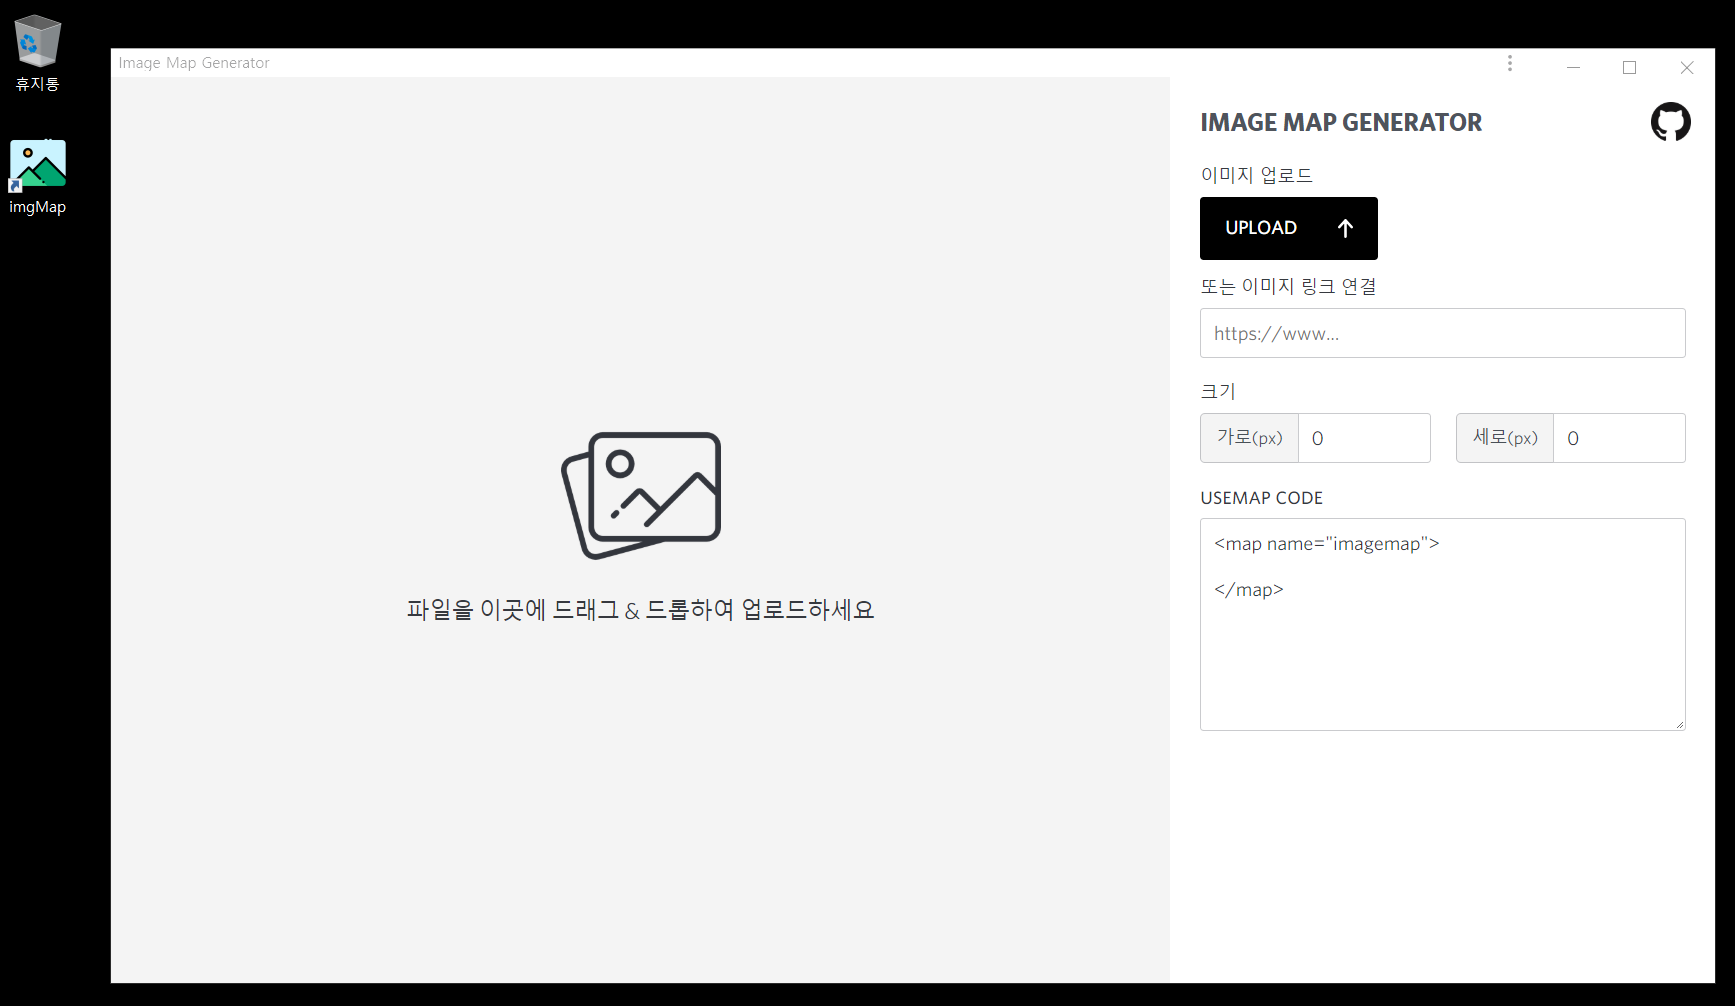 휴지통
imgMap
Image Map Generator
파일을 이곳에 드래그 & 드롭하여 업로드하세요
IMAGE MAP GENERATOR
이미지 업로드
UPLOAD
또는 이미지 링크 연결
https://www...
크기
가로(px) 0 세로(px) 0
USEMAP CODE
<map name="imagemap">
</map>